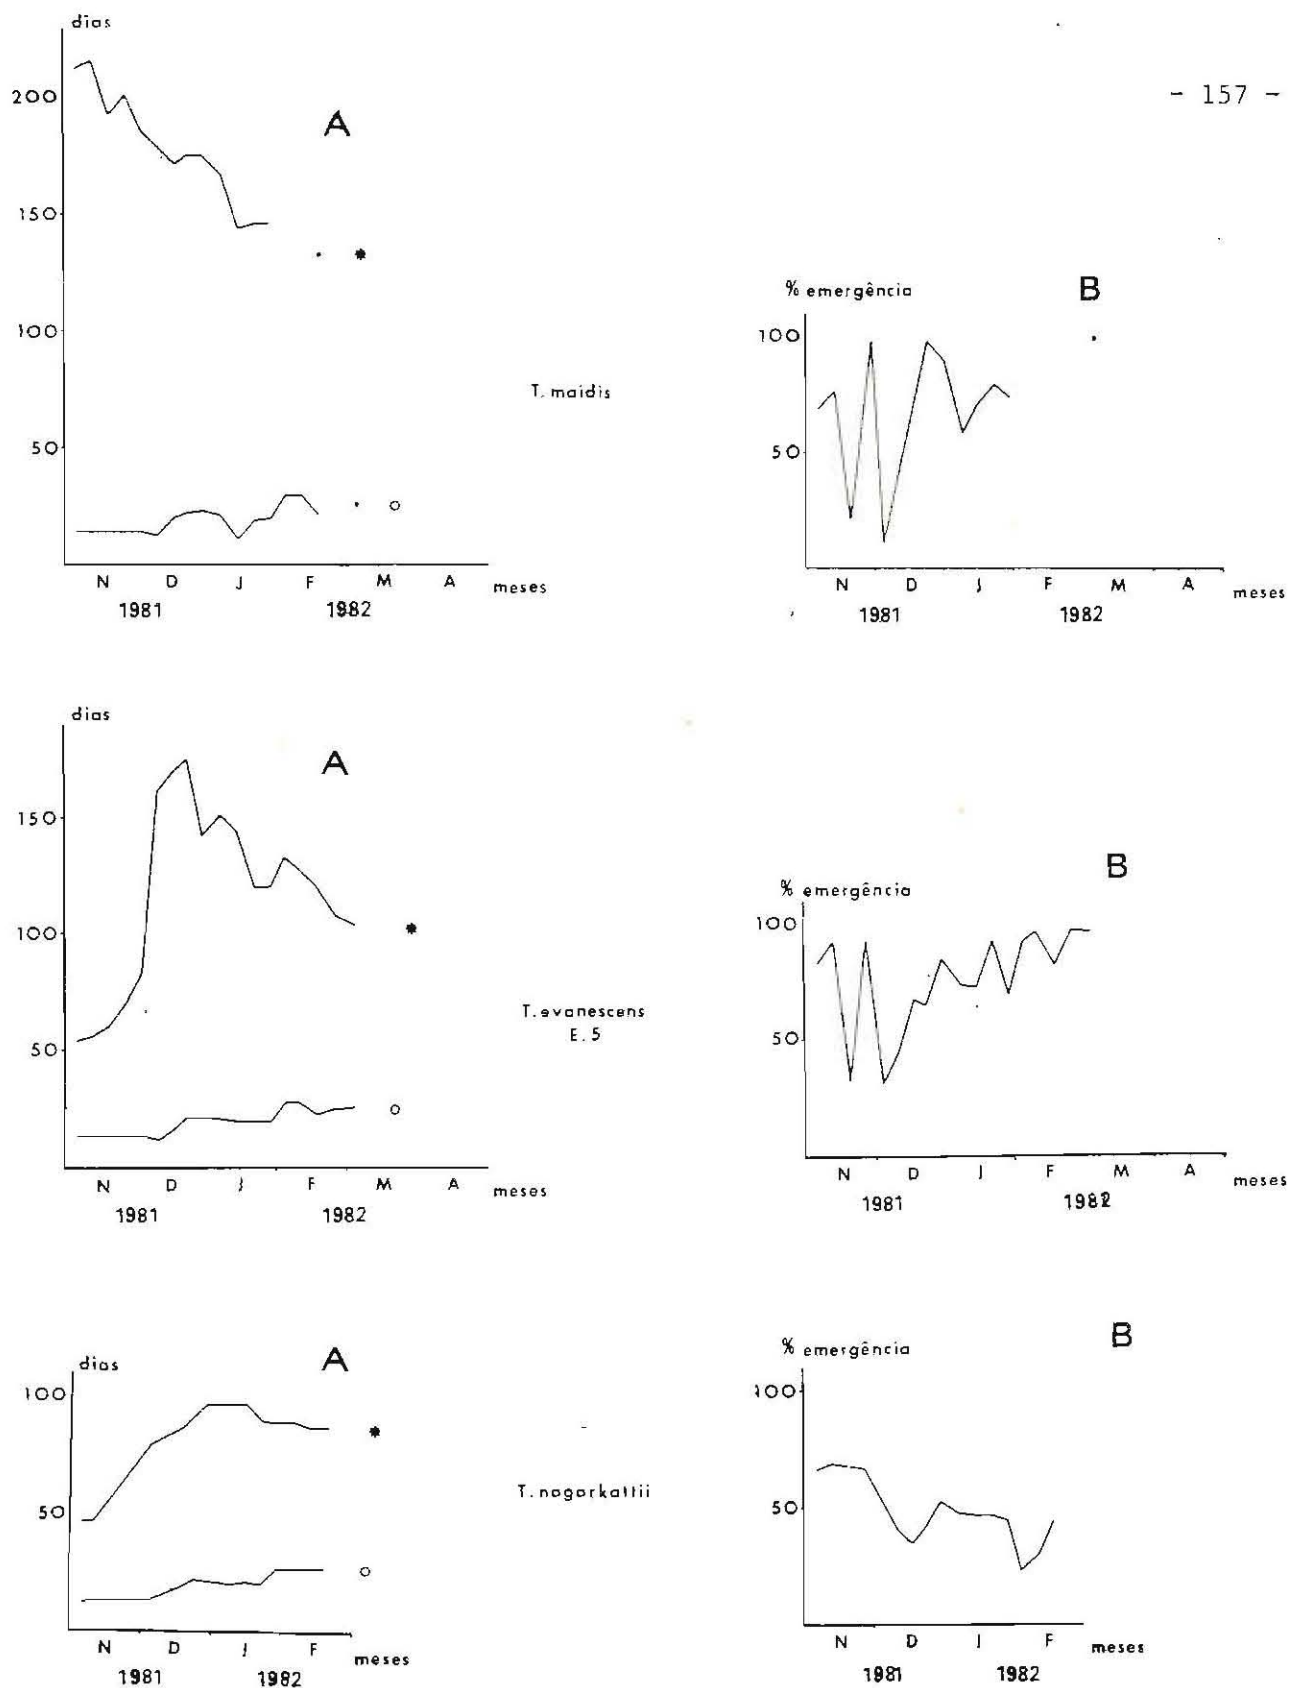 - 157 -
dias
A
200
150
100
50
N D J F M A meses
1981 1982
T. maidis
% emergência
B
100
50
N D J F M A meses
1981 1982
dias
A
150
100
50
N D J F M A meses
1981 1982
T. evanescens
E. 5
% emergência
B
100
50
N D J F M A meses
1981 1982
dias
A
100
50
N D J F meses
1981 1982
T. nagarkattii
% emergência
B
100
50
N D J F meses
1981 1982